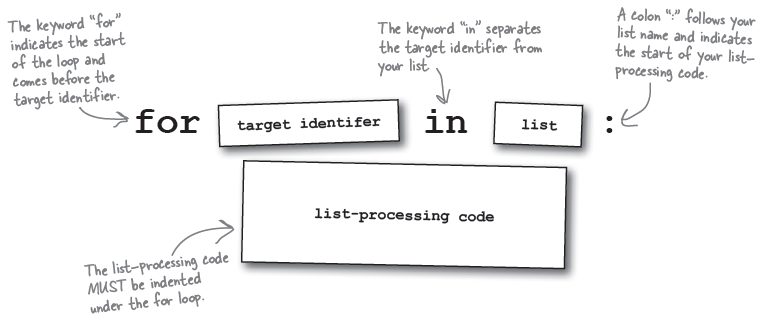 The keyword “for”
indicates the start
of the loop and
comes before the
target identifier.
The keyword “in” separates
the target identifier from
your list
A colon “:” follows your
list name and indicates
the start of your list-
processing code.
for target identifer in list :
list-processing code
The list-processing code
MUST be indented
under the for loop.